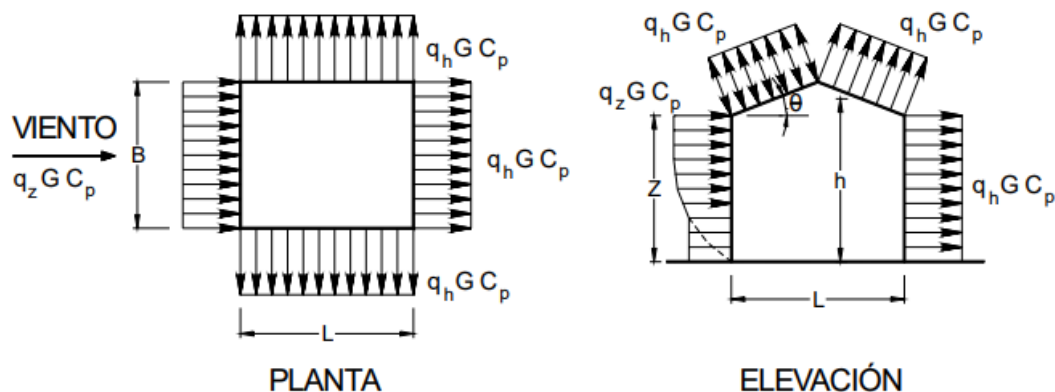 VIENTO
q_z G C_p
B
q_h G C_p
q_h G C_p
q_h G C_p
L
PLANTA
q_h G C_p
q_h G C_p
q_z G C_p
θ
Z
h
q_h G C_p
L
ELEVACIÓN